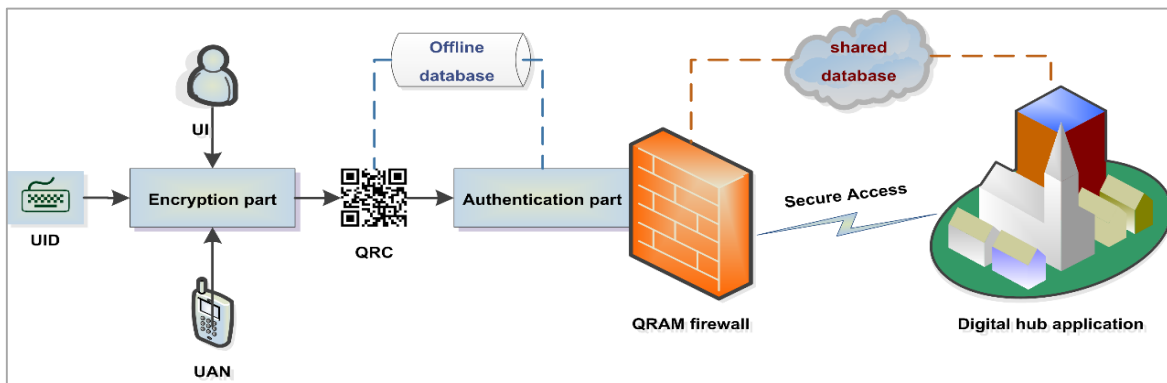 Offline
database
shared
database
UI
UID
Encryption part
QRC
Authentication part
Secure Access
UAN
QRAM firewall
Digital hub application